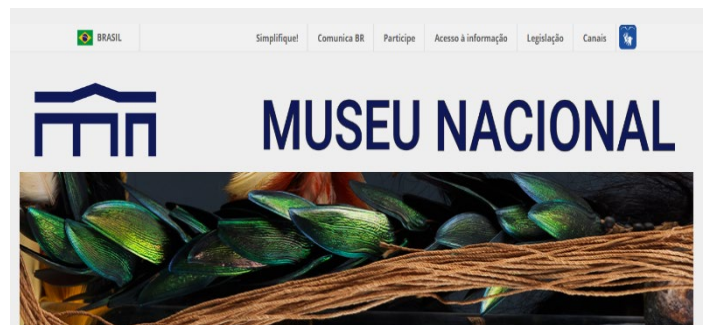 BRASIL Simplifique! Comunica BR Participe Acesso à informação Legislação Canais
MUSEU NACIONAL